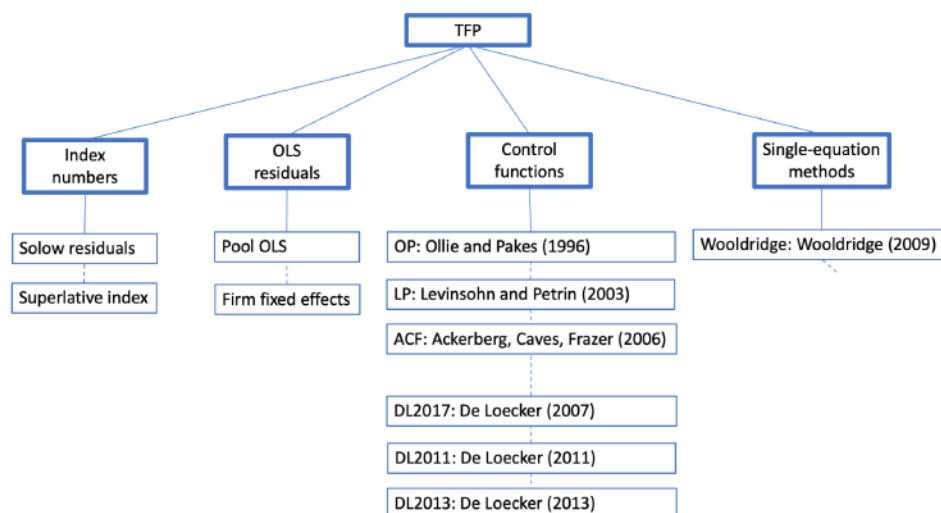 TFP
Index
numbers
OLS
residuals
Control
functions
Single-equation
methods
Solow residuals
Superlative index
Pool OLS
Firm fixed effects
OP: Ollie and Pakes (1996)
LP: Levinsohn and Petrin (2003)
ACF: Ackerberg, Caves, Frazer (2006)
DL2017: De Loecker (2007)
DL2011: De Loecker (2011)
DL2013: De Loecker (2013)
Wooldridge: Wooldridge (2009)